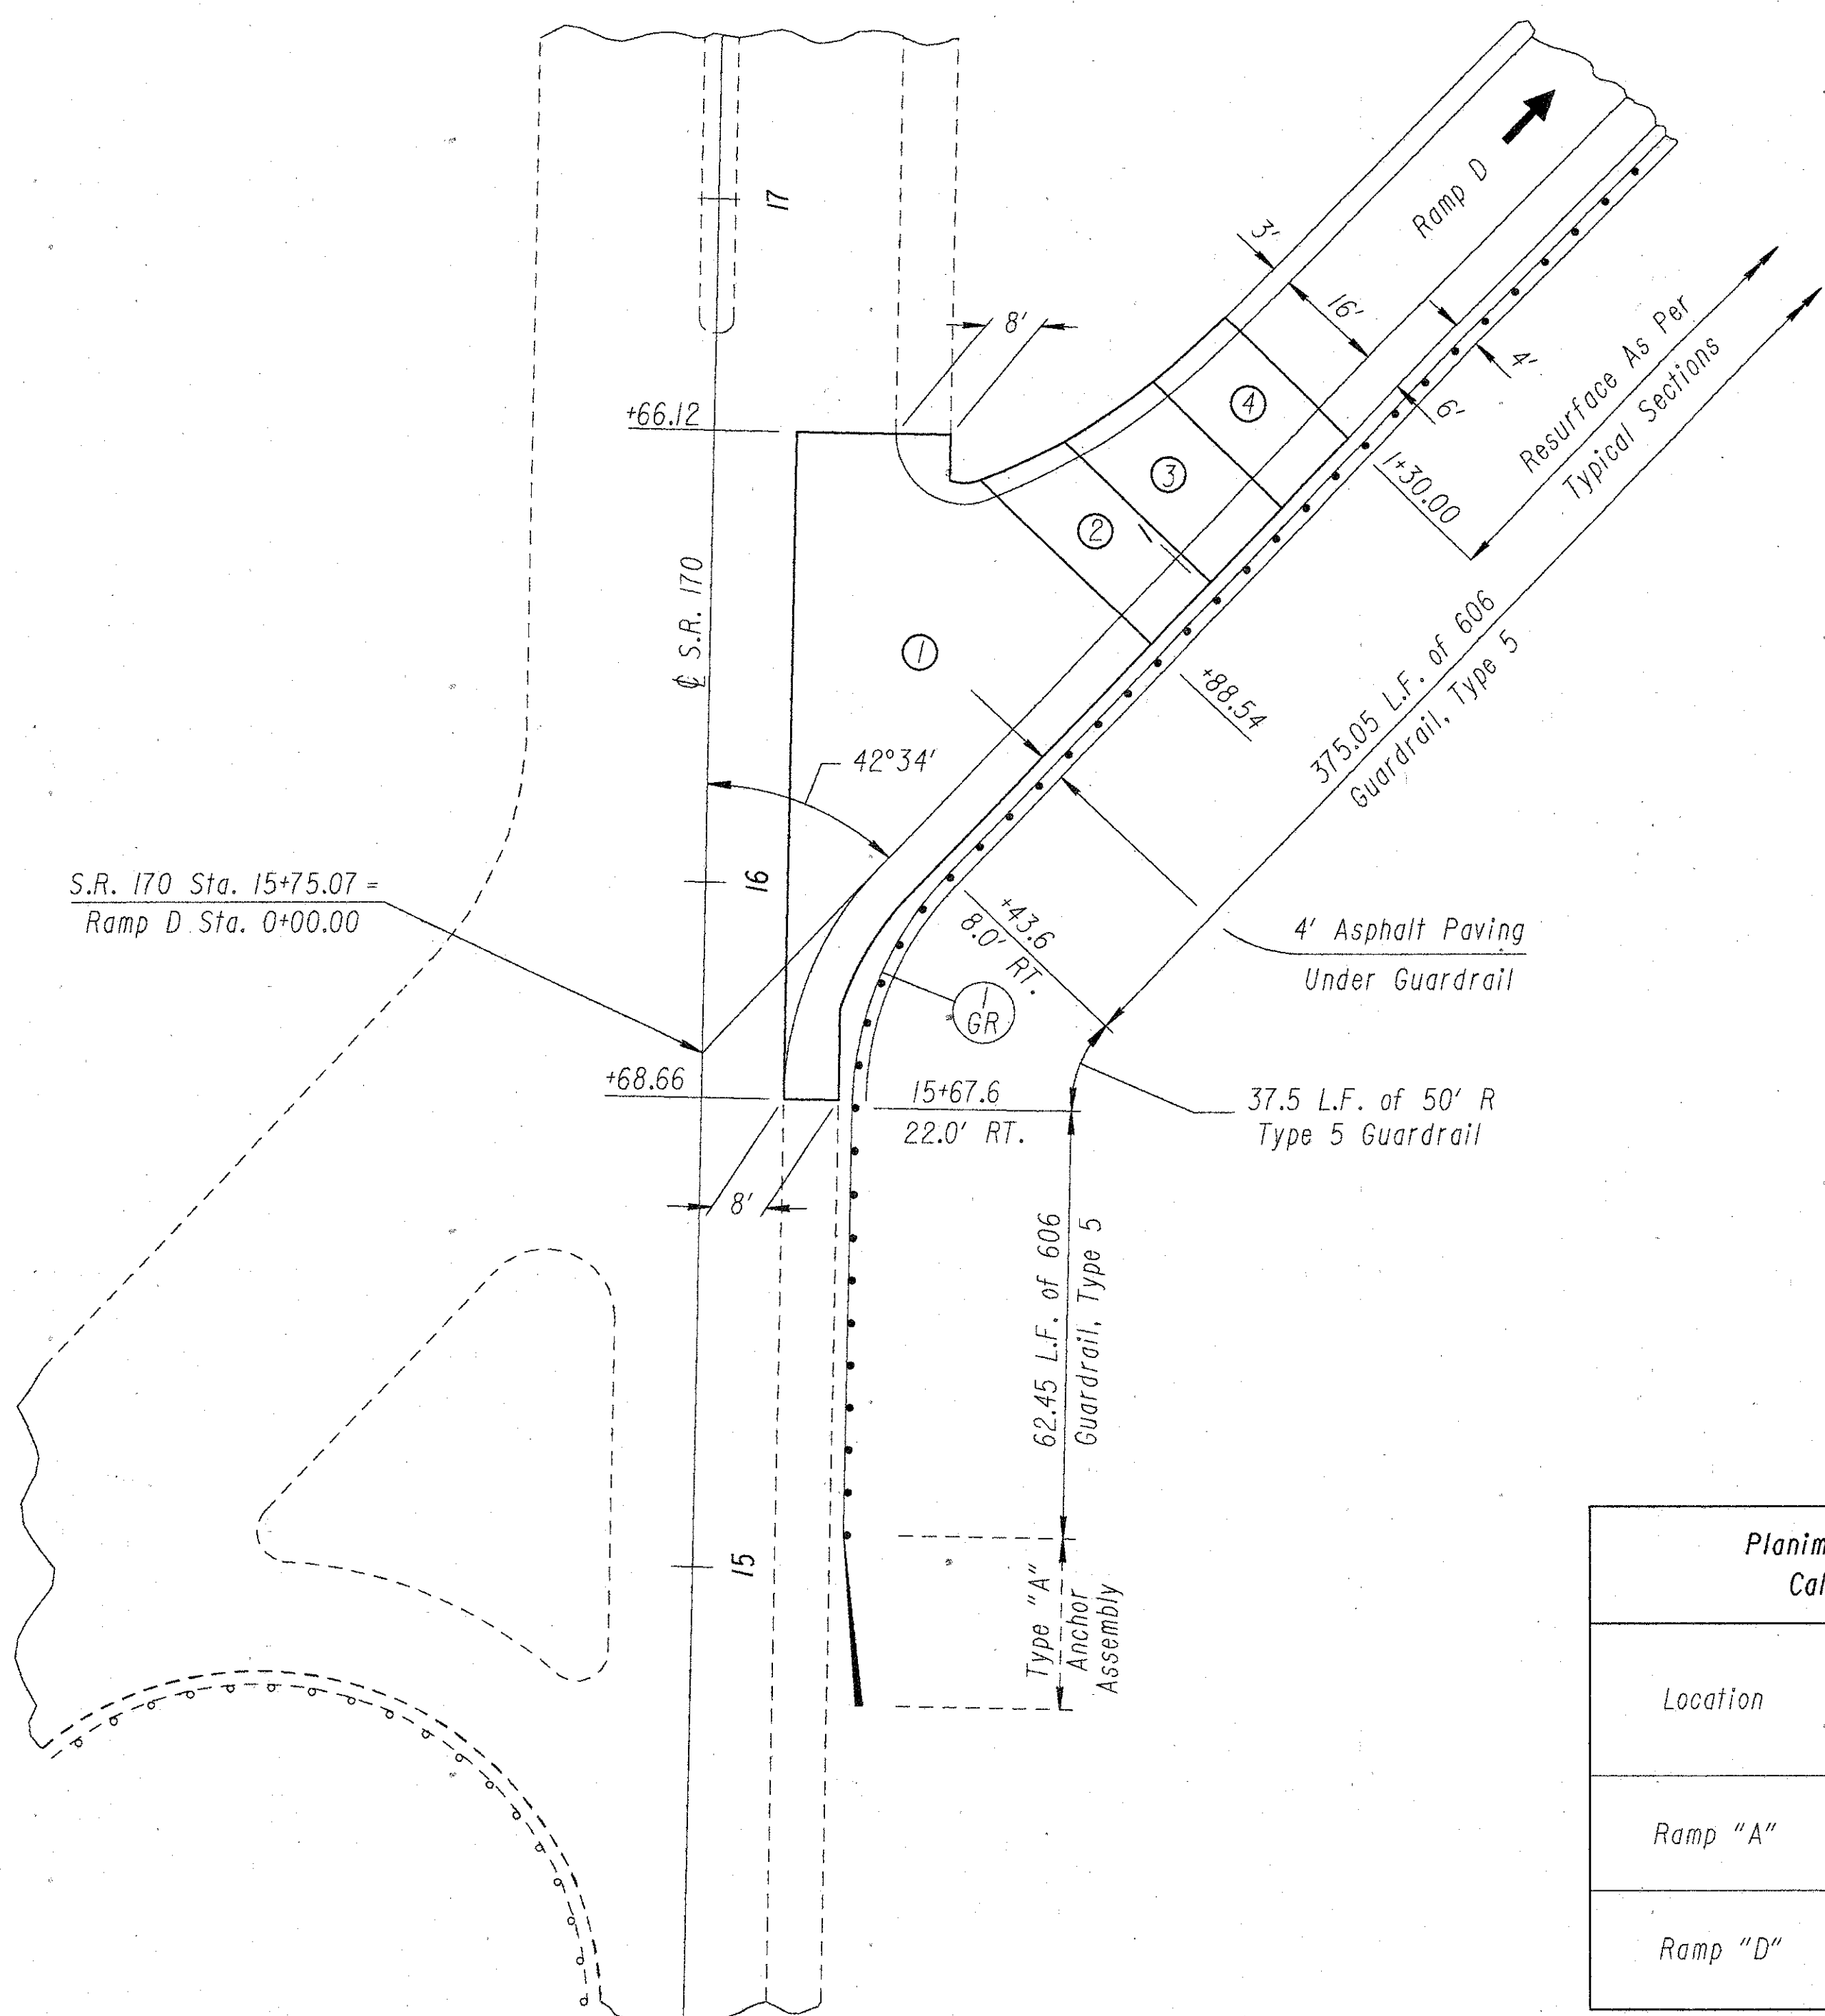 17
3'
Ramp D
16'
8'
+66.12
4
4'
6'
3
2
1+30.00
Resurface As Per
Typical Sections
℄ S.R. 170
1
+88.54
375.05 L.F. of 606
Guardrail, Type 5
42°34'
S.R. 170 Sta. 15+75.07 =
Ramp D Sta. 0+00.00
16
+43.6
8.0' RT.
4' Asphalt Paving
Under Guardrail
1
GR
+68.66
15+67.6
22.0' RT.
37.5 L.F. of 50' R
Type 5 Guardrail
8'
62.45 L.F. of 606
Guardrail, Type 5
15
Type "A"
Anchor
Assembly
Planim
Cal
Location
Ramp "A"
Ramp "D"